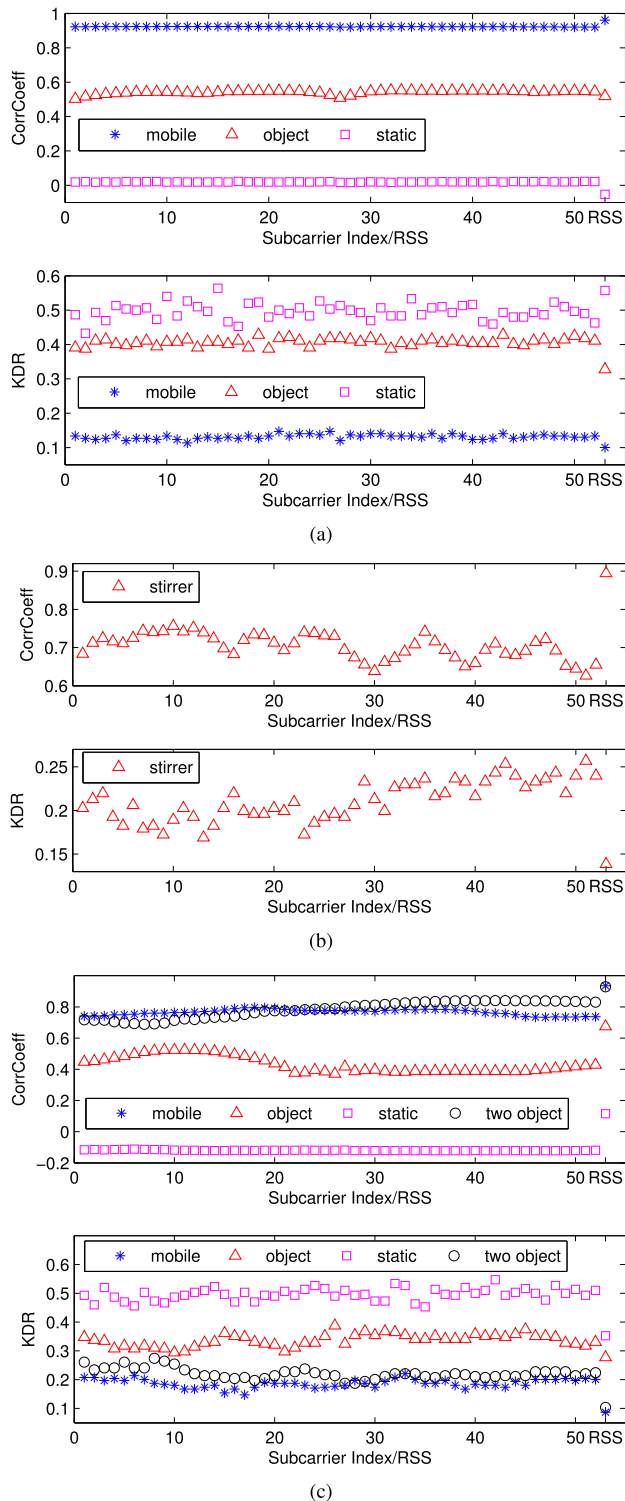 1
0.8
0.6
0.4
0.2
0
CorrCoeff
mobile object static
0 10 20 30 40 50 RSS
Subcarrier Index/RSS
0.6
0.5
0.4
0.3
0.2
0.1
KDR
mobile object static
0 10 20 30 40 50 RSS
Subcarrier Index/RSS
(a)
0.9
0.8
0.7
0.6
CorrCoeff
stirrer
0 10 20 30 40 50 RSS
Subcarrier Index/RSS
0.25
0.2
0.15
KDR
stirrer
0 10 20 30 40 50 RSS
Subcarrier Index/RSS
(b)
0.8
0.6
0.4
0.2
0
−0.2
CorrCoeff
mobile object static two object
0 10 20 30 40 50 RSS
Subcarrier Index/RSS
0.6
0.5
0.4
0.3
0.2
0.1
KDR
mobile object static two object
0 10 20 30 40 50 RSS
Subcarrier Index/RSS
(c)